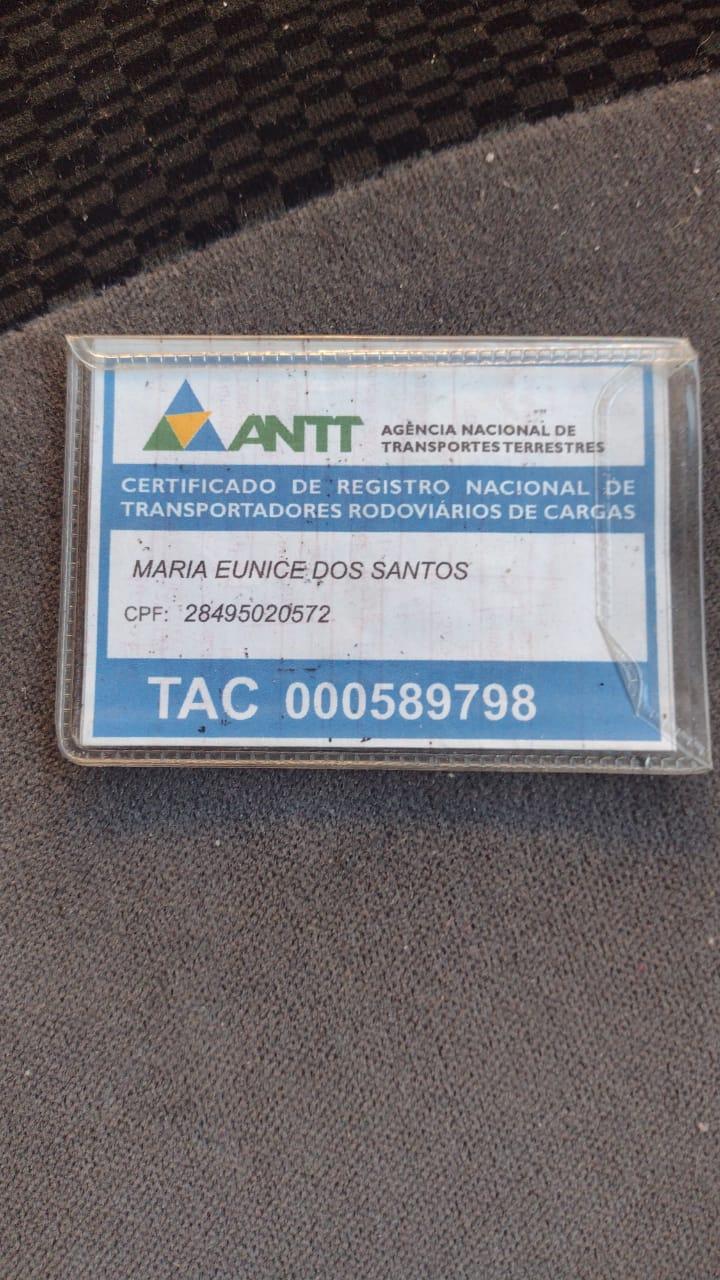 ANTT AGÊNCIA NACIONAL DE
TRANSPORTES TERRESTRES
CERTIFICADO DE REGISTRO NACIONAL DE
TRANSPORTADORES RODOVIÁRIOS DE CARGAS
MARIA EUNICE DOS SANTOS
CPF: 28495020572
TAC 000589798